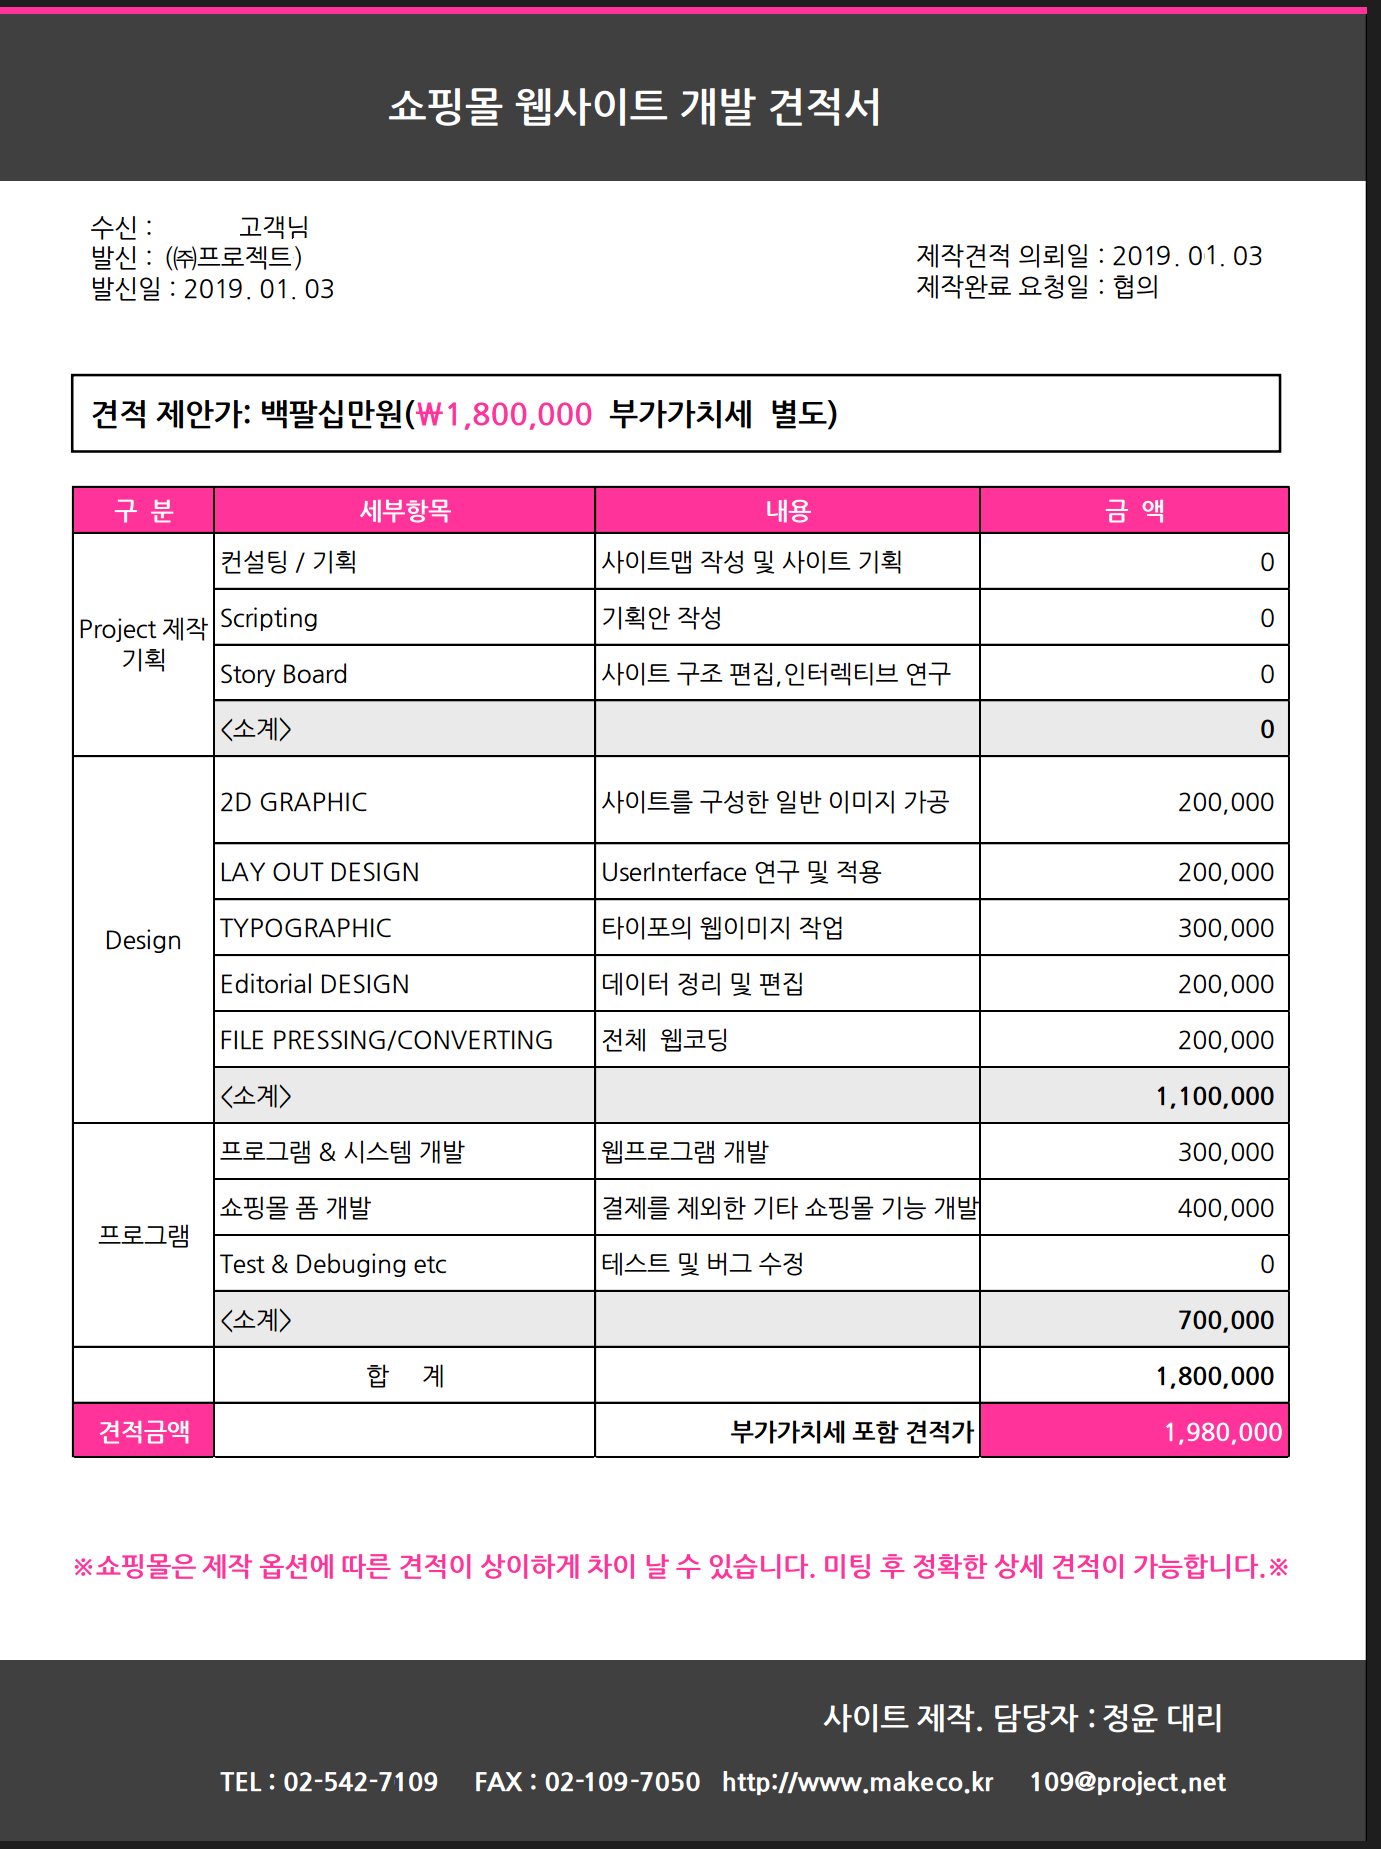 쇼핑몰 웹사이트 개발 견적서
수신 : 고객님
발신 : (㈜프로젝트)
발신일 : 2019. 01. 03
제작견적 의뢰일 : 2019. 01. 03
제작완료 요청일 : 협의
견적 제안가: 백팔십만원(₩1,800,000 부가가치세 별도)
구 분 세부항목 내용 금 액
Project 제작 기획
컨설팅 / 기획 사이트맵 작성 및 사이트 기획 0
Scripting 기획안 작성 0
Story Board 사이트 구조 편집,인터렉티브 연구 0
<소계> 0
Design
2D GRAPHIC 사이트를 구성한 일반 이미지 가공 200,000
LAY OUT DESIGN UserInterface 연구 및 적용 200,000
TYPOGRAPHIC 타이포의 웹이미지 작업 300,000
Editorial DESIGN 데이터 정리 및 편집 200,000
FILE PRESSING/CONVERTING 전체 웹코딩 200,000
<소계> 1,100,000
프로그램
프로그램 & 시스템 개발 웹프로그램 개발 300,000
쇼핑몰 폼 개발 결제를 제외한 기타 쇼핑몰 기능 개발 400,000
Test & Debuging etc 테스트 및 버그 수정 0
<소계> 700,000
합 계 1,800,000
견적금액 부가가치세 포함 견적가 1,980,000
※쇼핑몰은 제작 옵션에 따른 견적이 상이하게 차이 날 수 있습니다. 미팅 후 정확한 상세 견적이 가능합니다.※
사이트 제작. 담당자 : 정윤 대리
TEL : 02-542-7109 FAX : 02-109-7050 http://www.makeco.kr 109@project.net